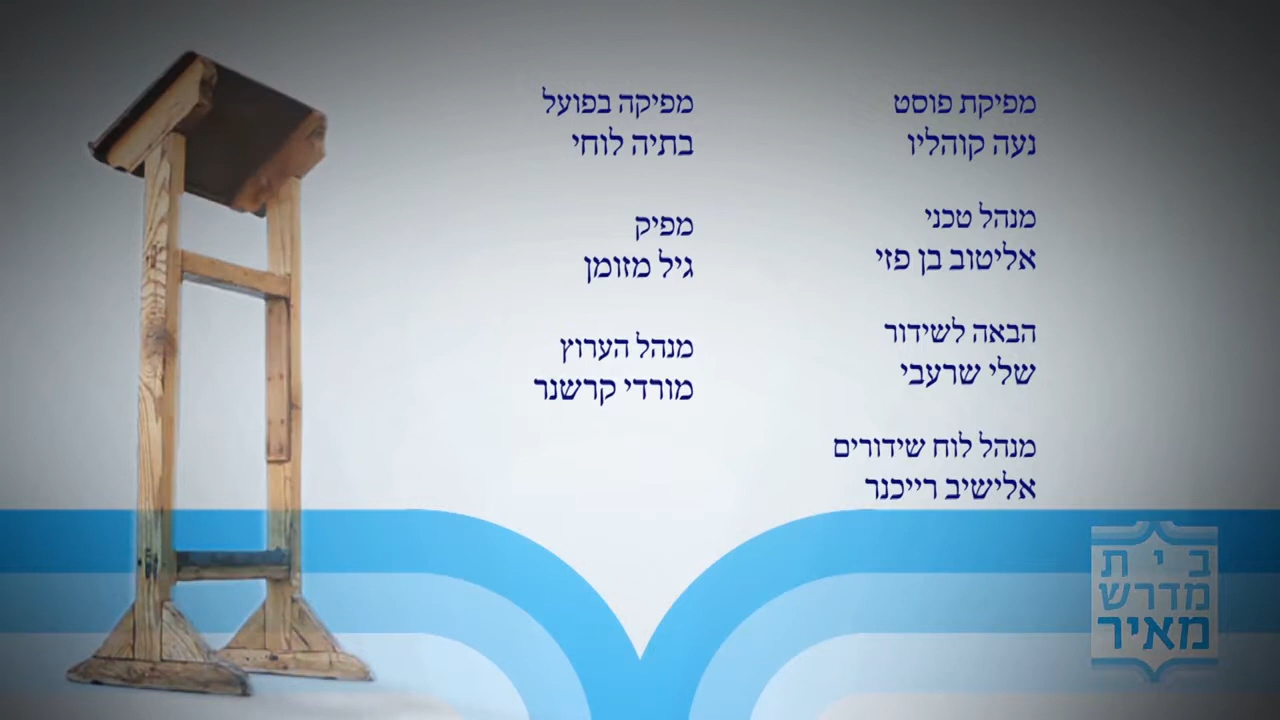 מפיקת פוסט
נעה קוהליו
מנהל טכני
אליטוב בן פזי
הבאה לשידור
שלי שרעבי
מנהל לוח שידורים
אלישיב רייכנר
מפיקה בפועל
בתיה לוחי
מפיק
גיל מזומן
מנהל הערוץ
מורדי קרשנר
בית
מדרש
מאיר